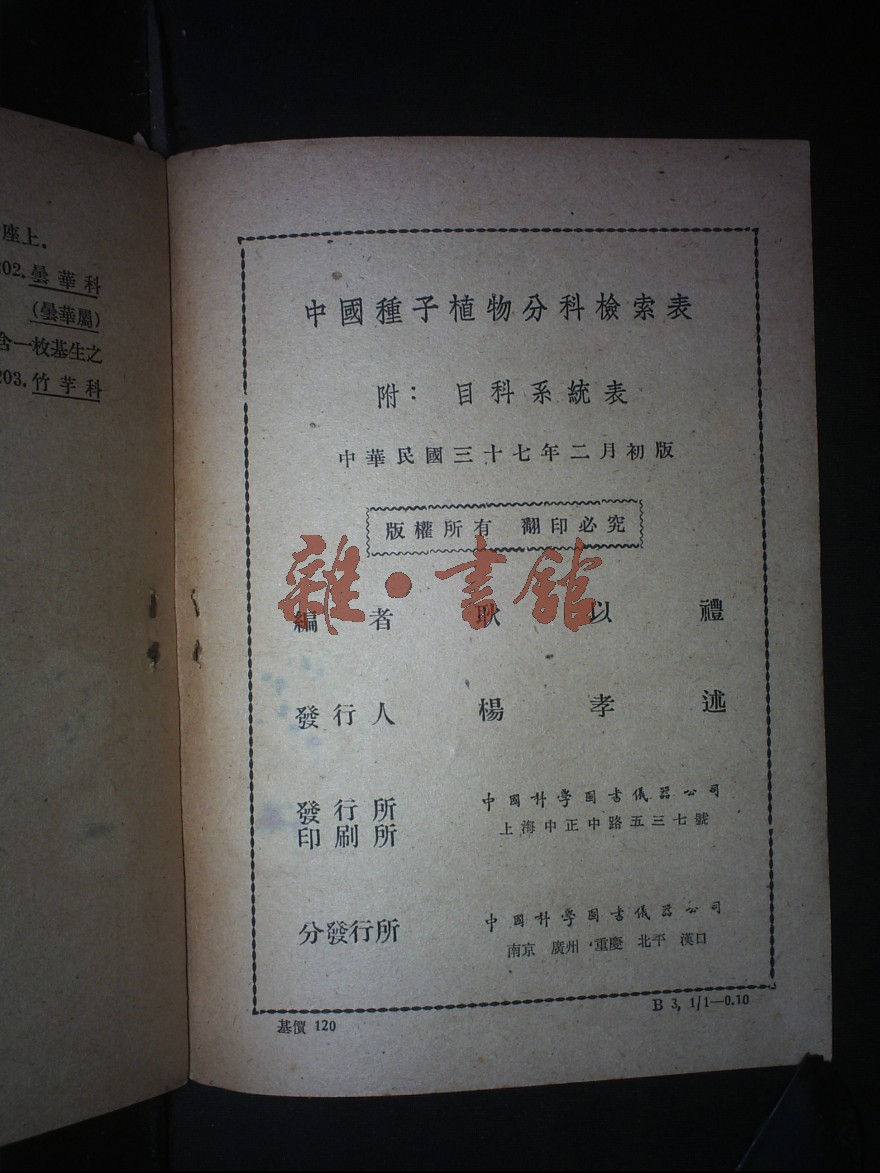 座上.
202.曇華科
(曇華屬)
含一枚基生之
203.竹芋科
中國種子植物分科檢索表
附: 目科系統表
中華民國三十七年二月初版
版權所有 翻印必究
雜·書館
編者 耿以禮
發行人 楊孝述
發行所
印刷所
中國科學圖書儀器公司
上海中正中路五三七號
分發行所
中國科學圖書儀器公司
南京 廣州·重慶 北平 漢口
基價 120
B 3, 1/1—0.10